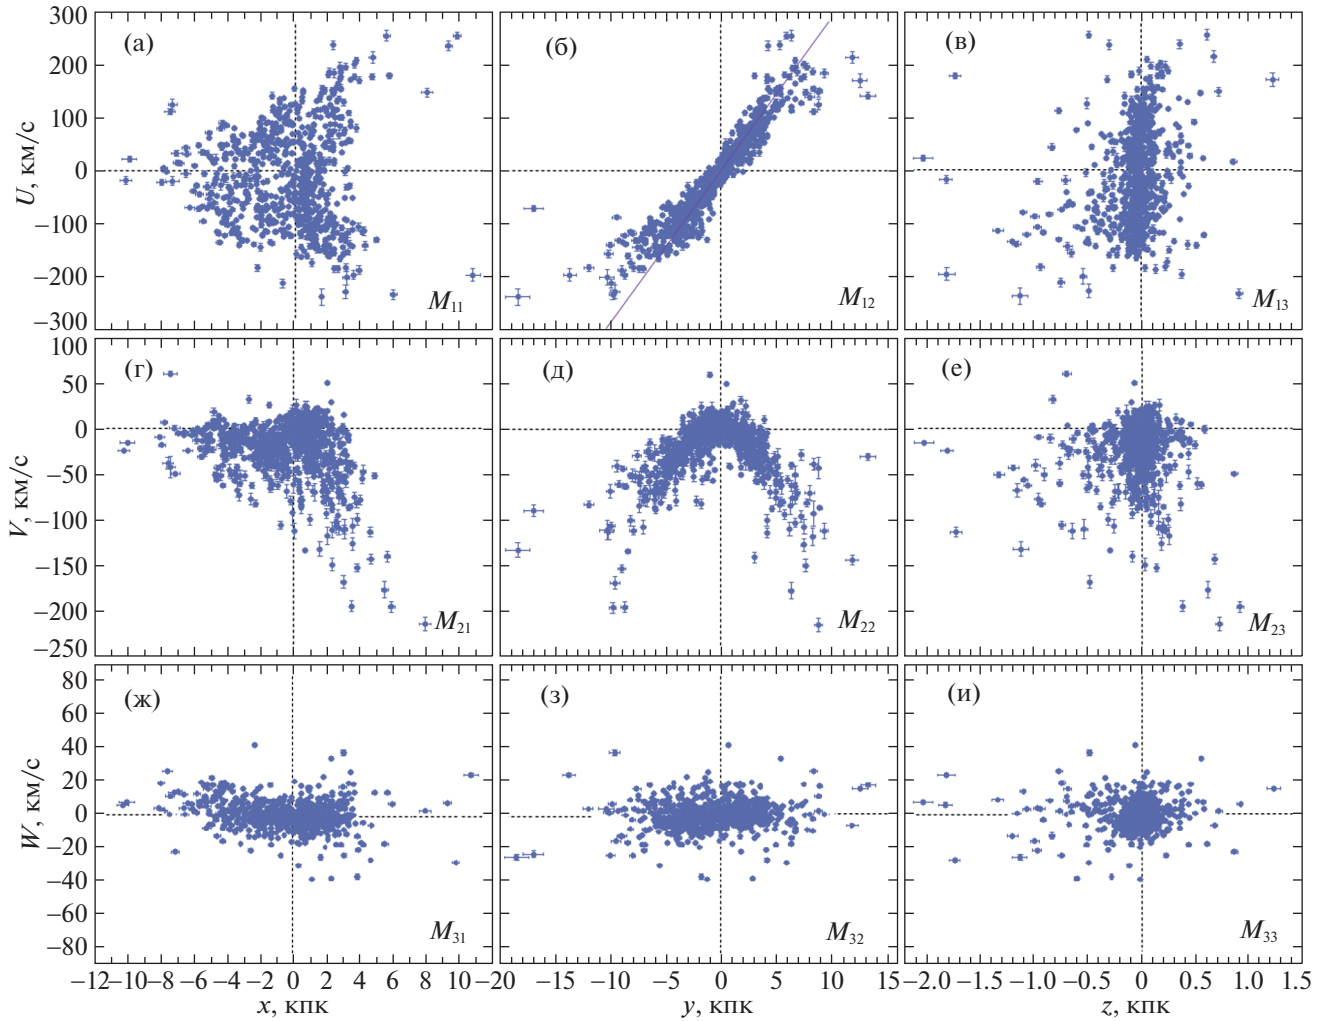 300
200
100
0
−100
−200
−300
U, км/с
(а)
M11
(б)
M12
(в)
M13
100
50
0
−50
−100
−150
−200
−250
V, км/с
(г)
M21
(д)
M22
(е)
M23
80
60
40
20
0
−20
−40
−60
−80
W, км/с
(ж)
M31
(з)
M32
(и)
M33
−12 −10 −8 −6 −4 −2 0 2 4 6 8 10
−20 −15 −10 −5 0 5 10 15
−2.0 −1.5 −1.0 −0.5 0 0.5 1.0 1.5
x, кпк
y, кпк
z, кпк